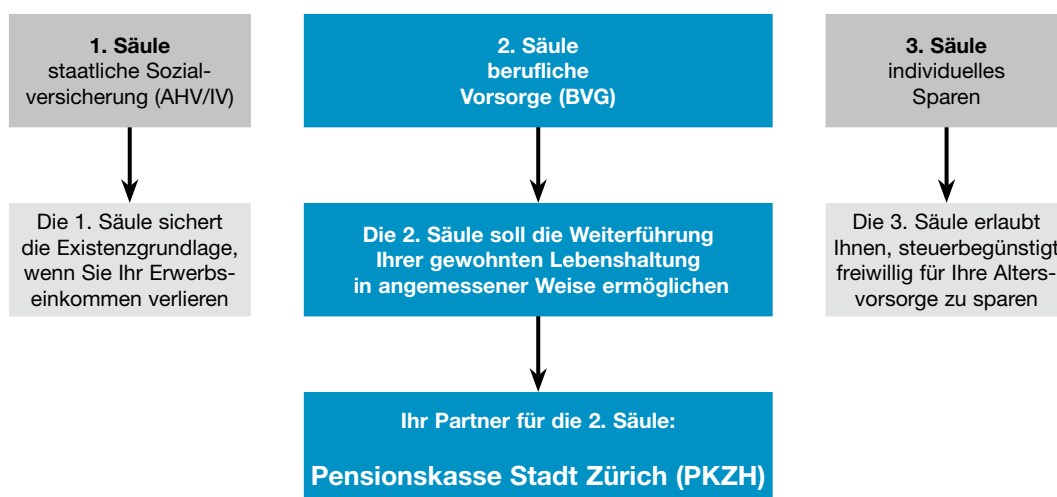 1. Säule
staatliche Sozial-
versicherung (AHV/IV)
Die 1. Säule sichert
die Existenzgrundlage,
wenn Sie Ihr Erwerbs-
einkommen verlieren
2. Säule
berufliche
Vorsorge (BVG)
Die 2. Säule soll die Weiterführung
Ihrer gewohnten Lebenshaltung
in angemessener Weise ermöglichen
Ihr Partner für die 2. Säule:
Pensionskasse Stadt Zürich (PKZH)
3. Säule
individuelles
Sparen
Die 3. Säule erlaubt
Ihnen, steuerbegünstigt
freiwillig für Ihre Alters-
vorsorge zu sparen